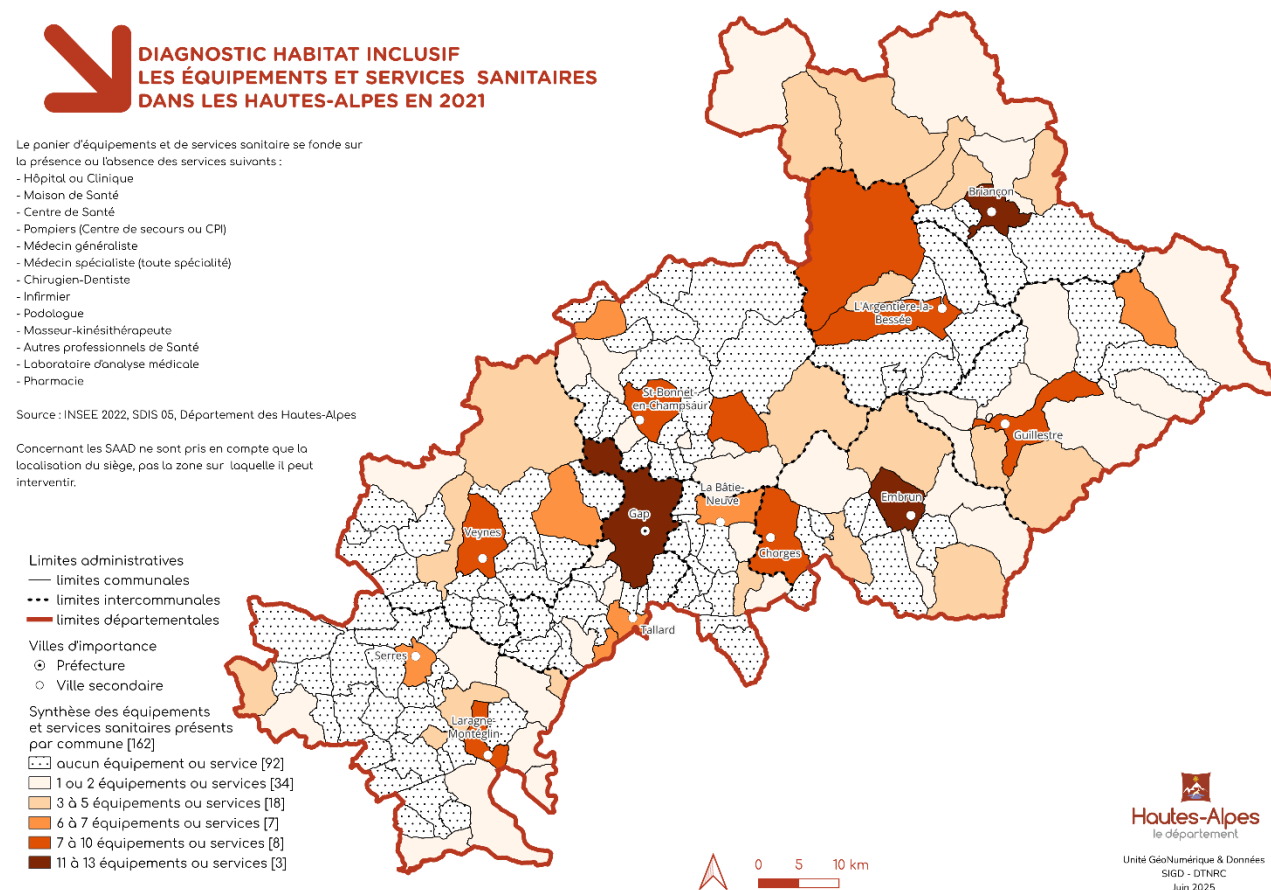 DIAGNOSTIC HABITAT INCLUSIF
LES ÉQUIPEMENTS ET SERVICES SANITAIRES
DANS LES HAUTES-ALPES EN 2021
Le panier d'équipements et de services sanitaire se fonde sur
la présence ou l'absence des services suivants :
- Hôpital ou Clinique
- Maison de Santé
- Centre de Santé
- Pompiers (Centre de secours ou CPI)
- Médecin généraliste
- Médecin spécialiste (toute spécialité)
- Chirugien-Dentiste
- Infirmier
- Podologue
- Masseur-kinésithérapeute
- Autres professionnels de Santé
- Laboratoire d'analyse médicale
- Pharmacie
Source : INSEE 2022, SDIS 05, Département des Hautes-Alpes
Concernant les SAAD ne sont pris en compte que la
localisation du siège, pas la zone sur laquelle il peut
interventir.
Briançon
L'Argentière-la-
Bessée
St-Bonnet-
en-Champsaur
Guillestre
La Bâtie-
Neuve
Embrun
Gap
Veynes
Chorges
Tallard
Serres
Laragne-
Montéglin
Limites administratives
limites communales
limites intercommunales
limites départementales
Villes d'importance
Préfecture
Ville secondaire
Synthèse des équipements
et services sanitaires présents
par commune [162]
aucun équipement ou service [92]
1 ou 2 équipements ou services [34]
3 à 5 équipements ou services [18]
6 à 7 équipements ou services [7]
7 à 10 équipements ou services [8]
11 à 13 équipements ou services [3]
0 5 10 km
Hautes-Alpes
le département
Unité GéoNumérique & Données
SIGD - DTNRC
Juin 2025